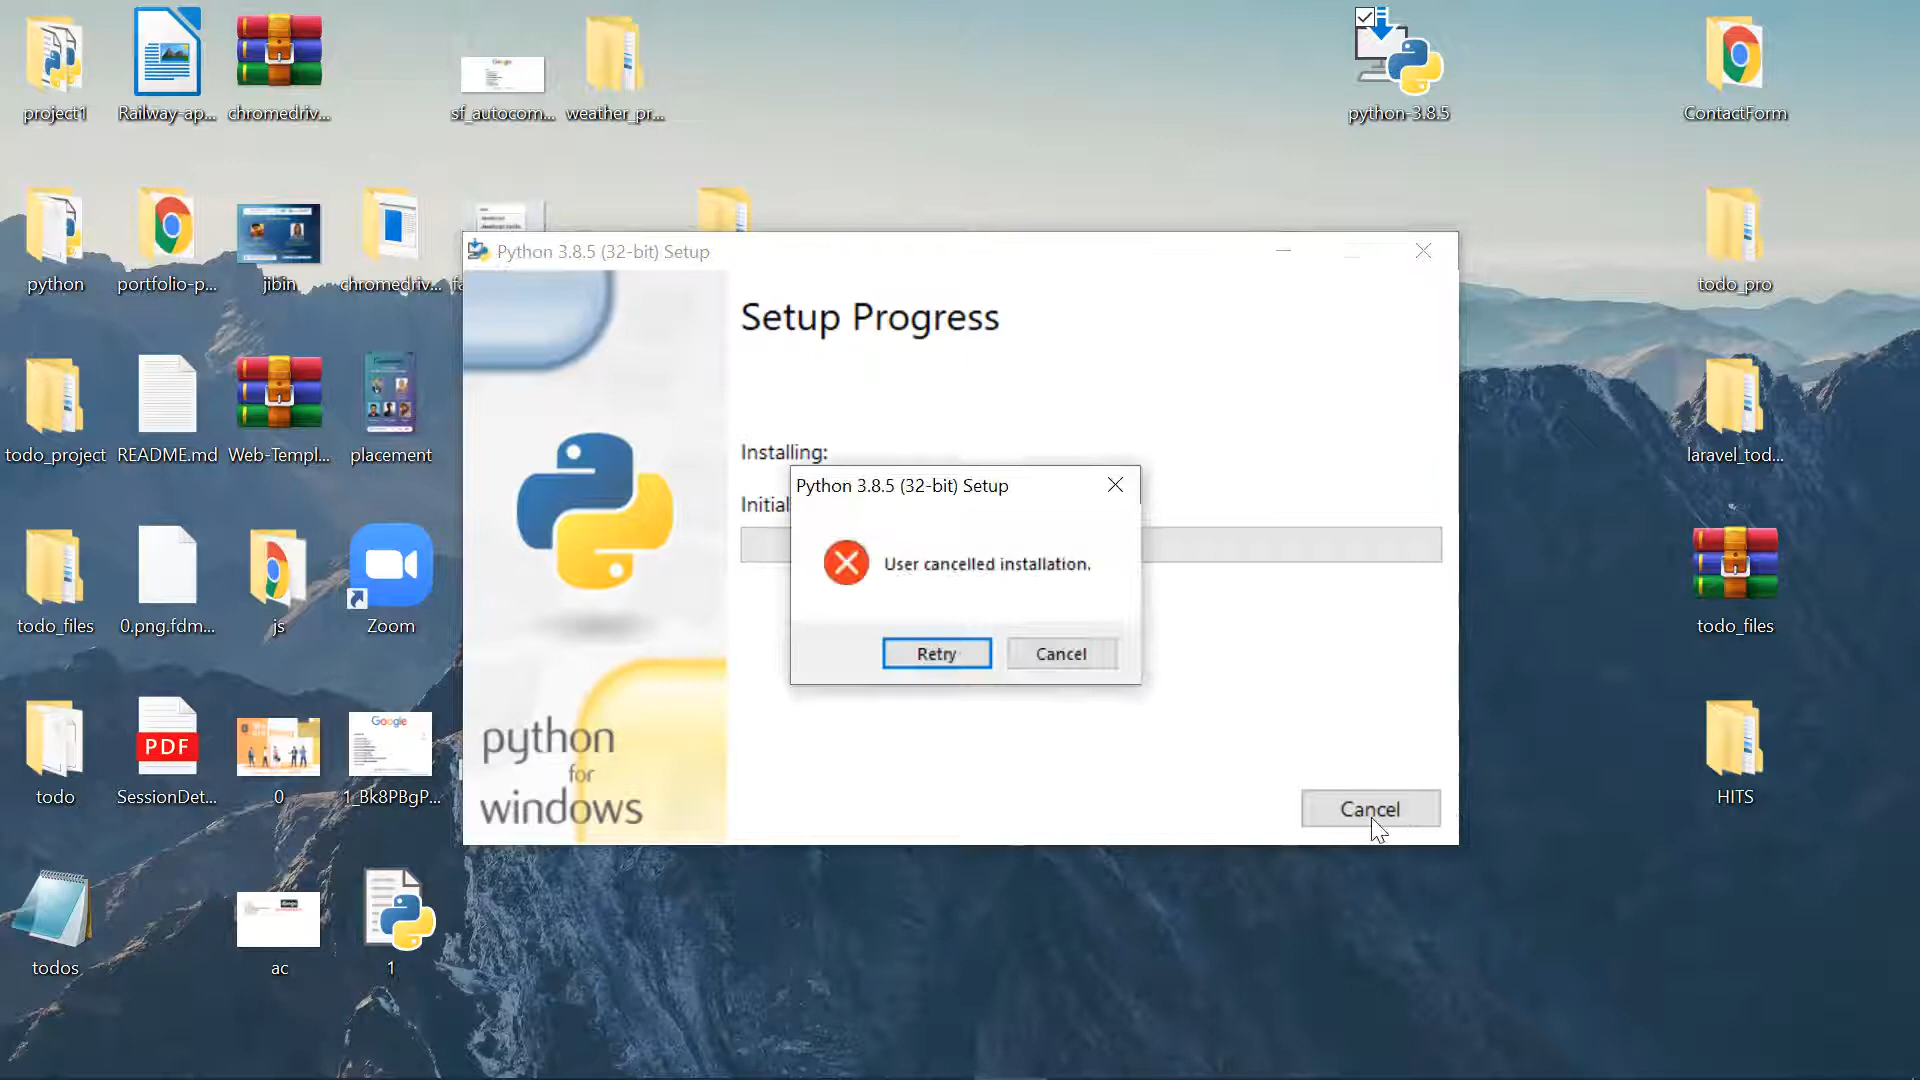 project1
Railway-ap...
chromedriv...
sf_autocom...
weather_pr...
python-3.8.5
ContactForm
python
portfolio-p...
jibin
chromedriv...
todo_pro
Python 3.8.5 (32-bit) Setup
Setup Progress
Installing:
Initial
Python 3.8.5 (32-bit) Setup
User cancelled installation.
Retry
Cancel
python
for
windows
Cancel
todo_project
README.md
Web-Templ...
placement
laravel_tod...
todo_files
0.png.fdm...
js
Zoom
todo_files
PDF
Google
todo
SessionDet...
0
1_Bk8PBgP...
HITS
todos
ac
1